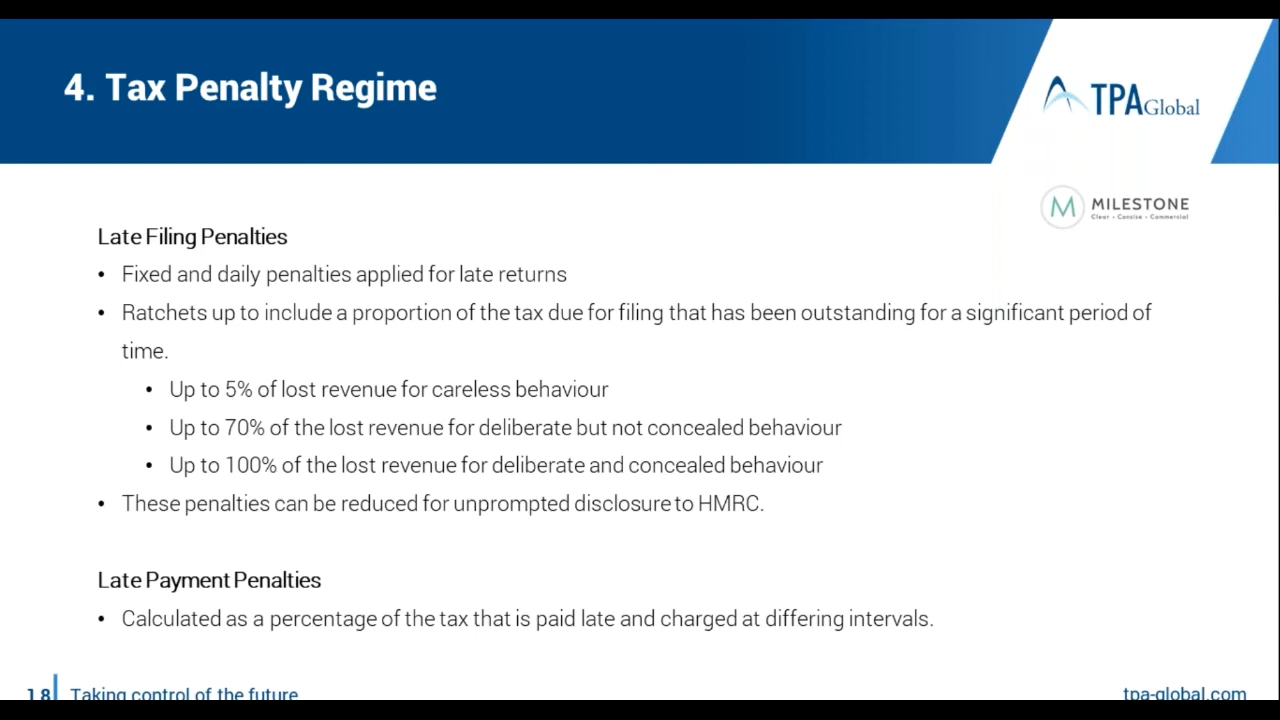 4. Tax Penalty Regime
TPA Global
MILESTONE
Clear • Concise • Commercial
Late Filing Penalties
• Fixed and daily penalties applied for late returns
• Ratchets up to include a proportion of the tax due for filing that has been outstanding for a significant period of
time.
• Up to 5% of lost revenue for careless behaviour
• Up to 70% of the lost revenue for deliberate but not concealed behaviour
• Up to 100% of the lost revenue for deliberate and concealed behaviour
• These penalties can be reduced for unprompted disclosure to HMRC.
Late Payment Penalties
• Calculated as a percentage of the tax that is paid late and charged at differing intervals.
18 Taking control of the future
tpa-global.com